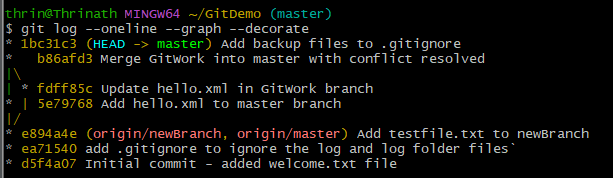 thrin@Thrinath MINGW64 ~/GitDemo (master)
$ git log --oneline --graph --decorate
* 1bc31c3 (HEAD -> master) Add backup files to .gitignore
*   b86afd3 Merge GitWork into master with conflict resolved
|\
| * fdff85c Update hello.xml in GitWork branch
* | 5e79768 Add hello.xml to master branch
|/
* e894a4e (origin/newBranch, origin/master) Add testfile.txt to newBranch
* ea71540 add .gitignore to ignore the log and log folder files`
* d5f4a07 Initial commit - added welcome.txt file